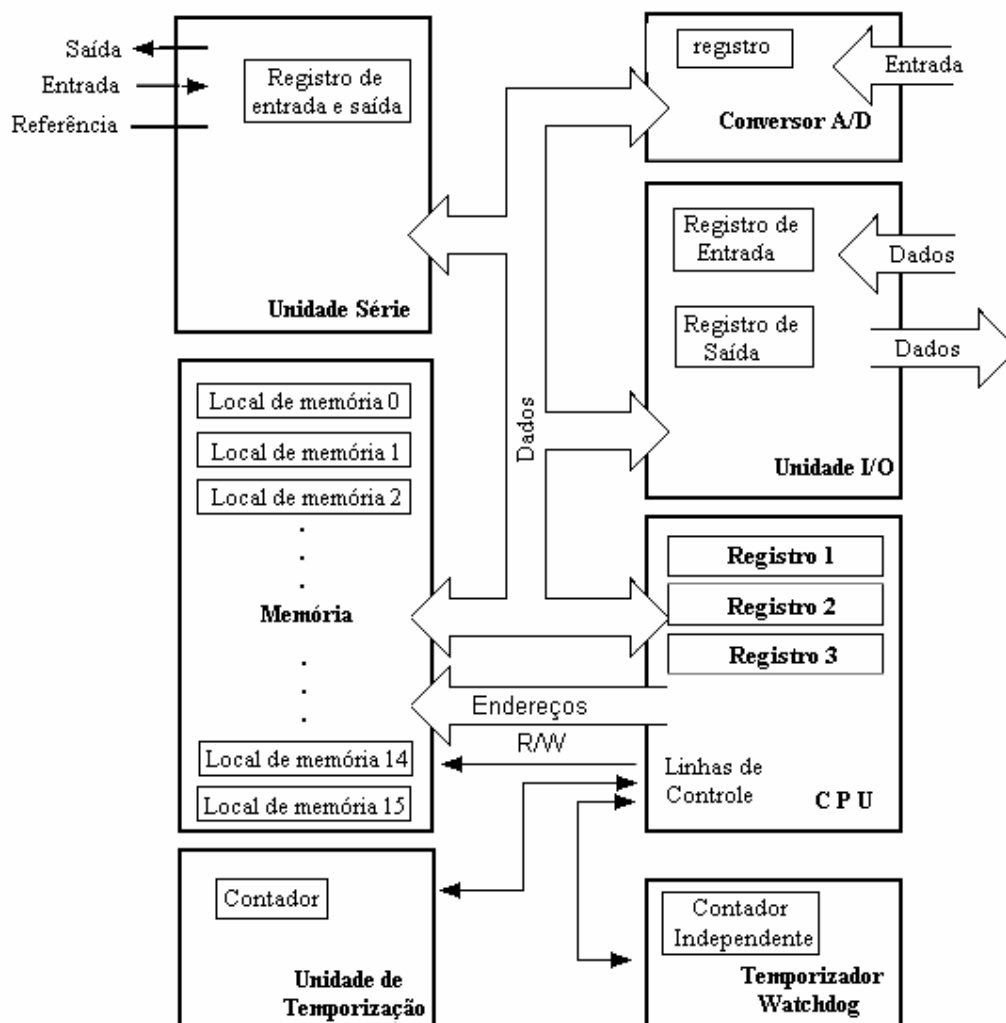 Saída
Entrada
Referência
Registro de
entrada e saída
Unidade Série
registro
Entrada
Conversor A/D
Registro de
Entrada
Dados
Registro de
Saída
Dados
Unidade I/O
Local de memória 0
Local de memória 1
Local de memória 2
Memória
Local de memória 14
Local de memória 15
Dados
Registro 1
Registro 2
Registro 3
Endereços
R/W
Linhas de
Controle
C P U
Contador
Unidade de
Temporização
Contador
Independente
Temporizador
Watchdog